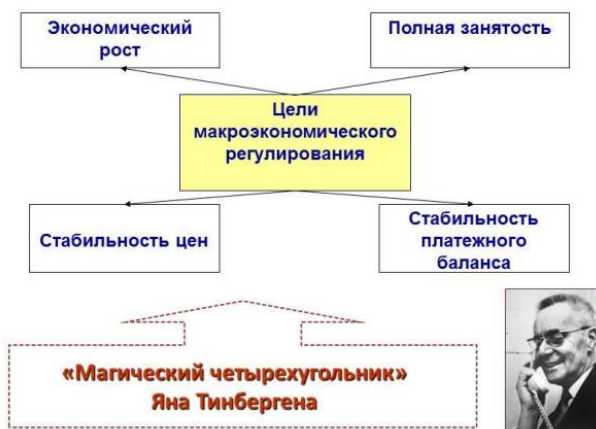 Экономический
рост
Полная занятость
Цели
макроэкономического
регулирования
Стабильность цен
Стабильность
платежного
баланса
«Магический четырехугольник»
Яна Тинбергена